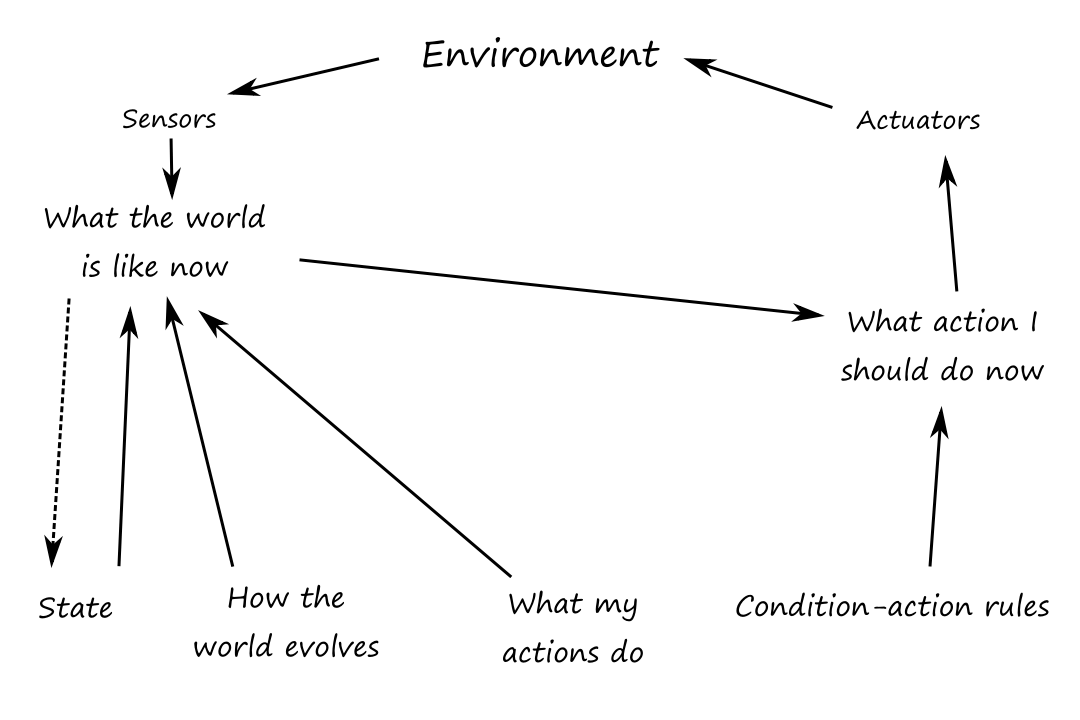 Environment
Sensors
Actuators
What the world
is like now
What action I
should do now
State
How the
world evolves
What my
actions do
Condition-action rules